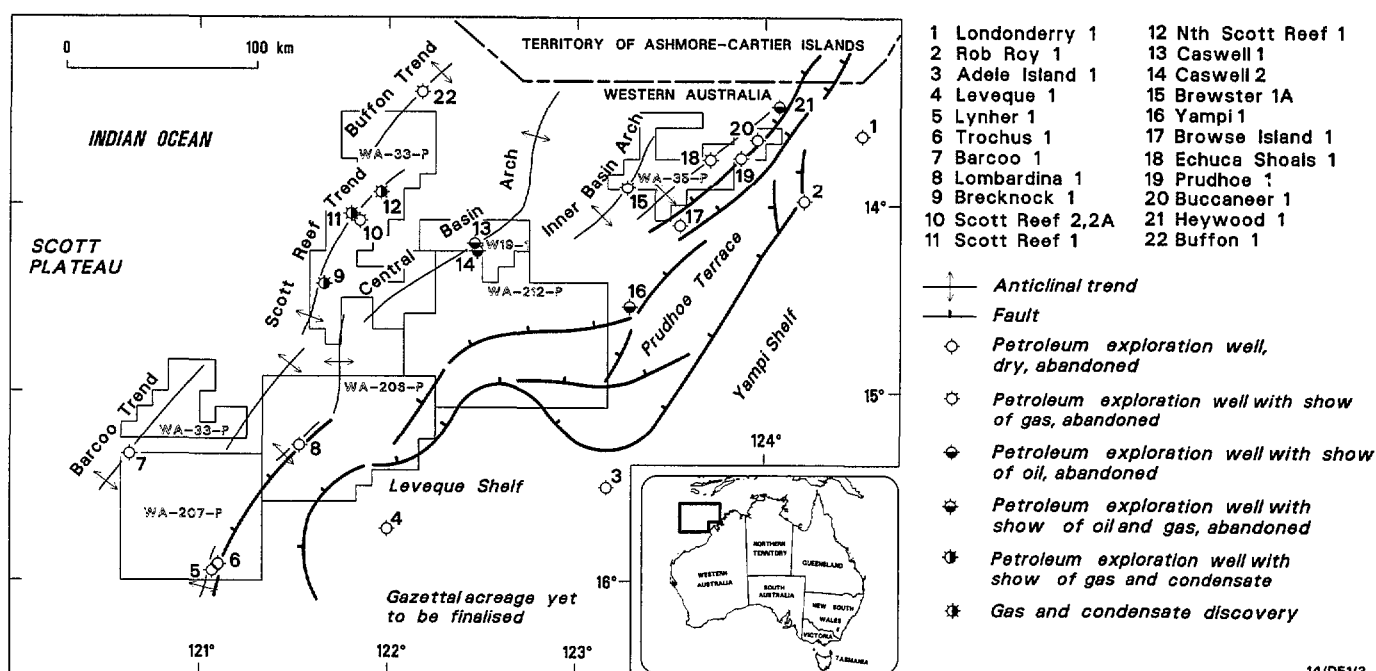 0 100 km
TERRITORY OF ASHMORE-CARTIER ISLANDS
WESTERN AUSTRALIA
INDIAN OCEAN
SCOTT
PLATEAU
Buffon Trend
22
WA-33-P
Scott Reef Trend
12
11
10
9
Central Basin Arch
13
W19-1
14
WA-212-P
Inner Basin Arch
WA-35-P
21
20
18
19
15
17
1
2
16
14°
Prudhoe Terrace
Yampi Shelf
15°
Barcoo Trend
WA-33-P
WA-208-P
7
8
WA-207-P
Leveque Shelf
3
4
5
6
124°
16°
Gazettal acreage yet
to be finalised
121°
122°
123°
WESTERN
AUSTRALIA
NORTHERN
TERRITORY
SOUTH
AUSTRALIA
QUEENSLAND
NEW SOUTH
WALES
VICTORIA
TASMANIA
1 Londonderry 1
2 Rob Roy 1
3 Adele Island 1
4 Leveque 1
5 Lynher 1
6 Trochus 1
7 Barcoo 1
8 Lombardina 1
9 Brecknock 1
10 Scott Reef 2,2A
11 Scott Reef 1
12 Nth Scott Reef 1
13 Caswell 1
14 Caswell 2
15 Brewster 1A
16 Yampi 1
17 Browse Island 1
18 Echuca Shoals 1
19 Prudhoe 1
20 Buccaneer 1
21 Heywood 1
22 Buffon 1
Anticlinal trend
Fault
Petroleum exploration well,
dry, abandoned
Petroleum exploration well with show
of gas, abandoned
Petroleum exploration well with show
of oil, abandoned
Petroleum exploration well with
show of oil and gas, abandoned
Petroleum exploration well with
show of gas and condensate
Gas and condensate discovery